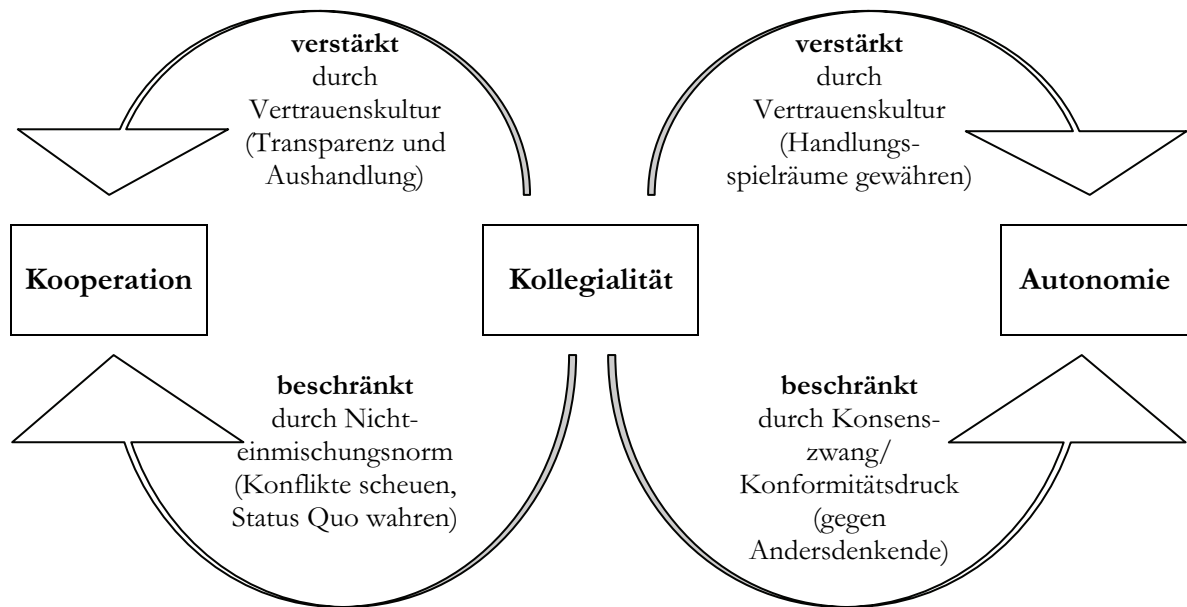 verstärkt
durch
Vertrauenskultur
(Transparenz und
Aushandlung)
verstärkt
durch
Vertrauenskultur
(Handlungs-
spielräume gewähren)
Kooperation
Kollegialität
Autonomie
beschränkt
durch Nicht-
einmischungsnorm
(Konflikte scheuen,
Status Quo wahren)
beschränkt
durch Konsens-
zwang/
Konformitätsdruck
(gegen
Andersdenkende)